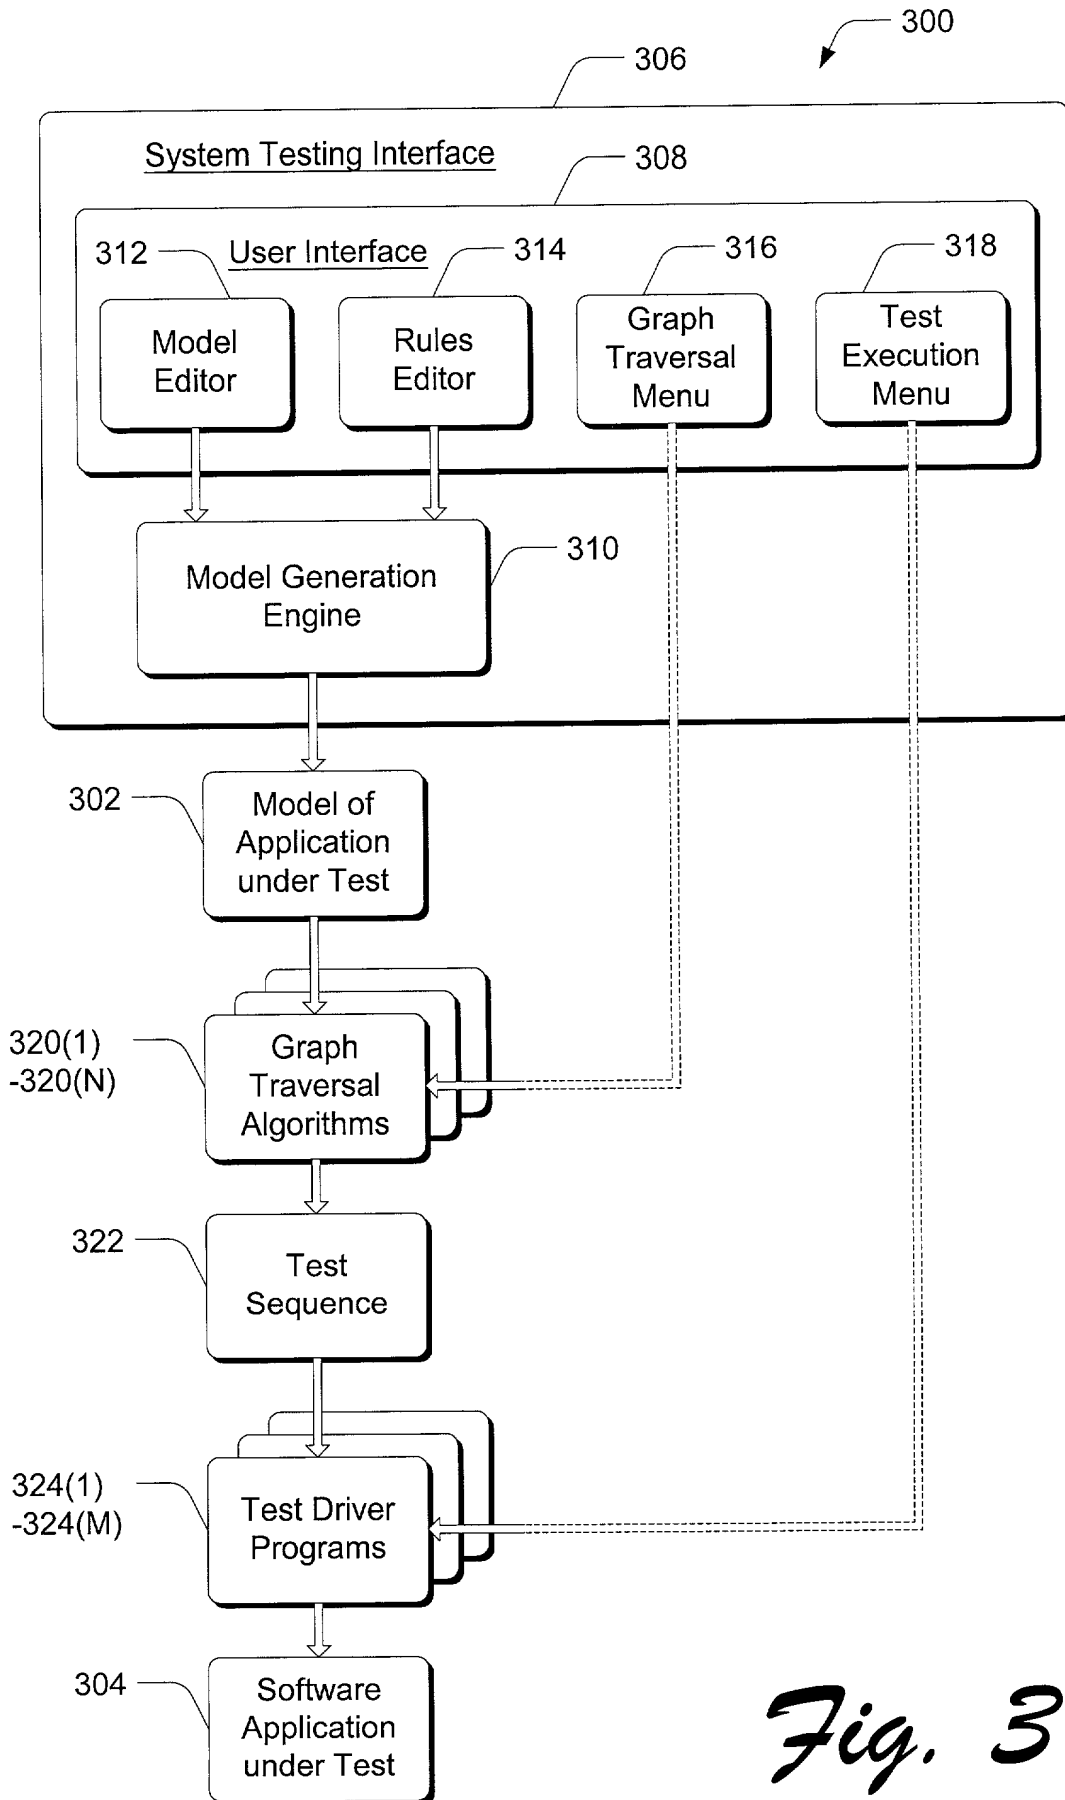 300
306
System Testing Interface
308
312
User Interface
314
316
318
Model
Editor
Rules
Editor
Graph
Traversal
Menu
Test
Execution
Menu
Model Generation
Engine
310
302
Model of
Application
under Test
320(1)
-320(N)
Graph
Traversal
Algorithms
322
Test
Sequence
324(1)
-324(M)
Test Driver
Programs
304
Software
Application
under Test
Fig. 3